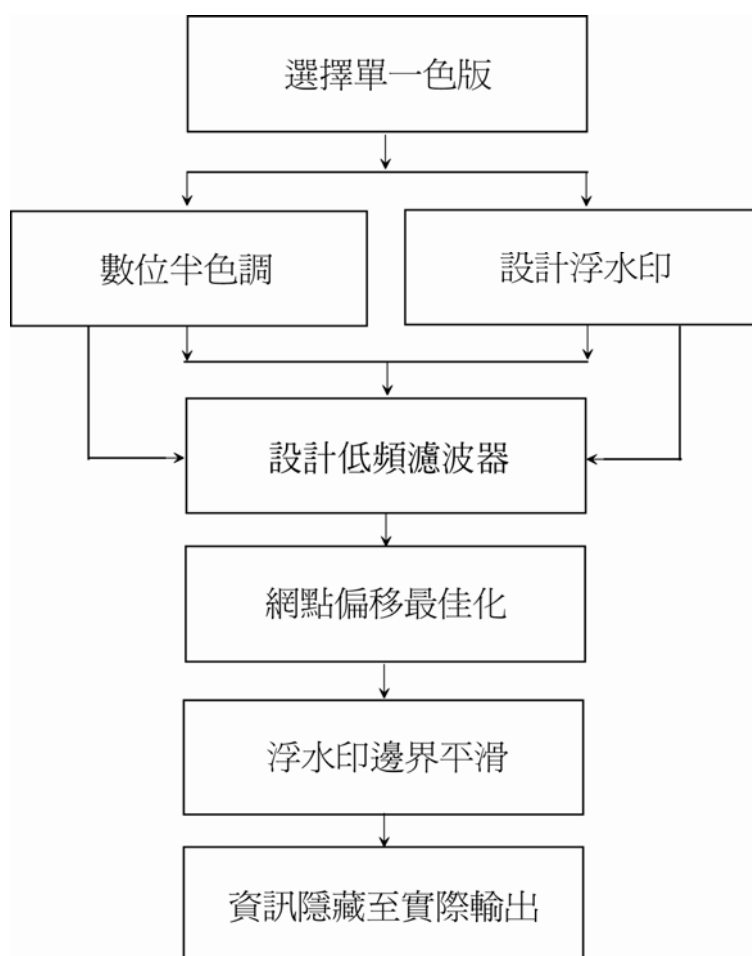 選擇單一色版
數位半色調
設計浮水印
設計低頻濾波器
網點偏移最佳化
浮水印邊界平滑
資訊隱藏至實際輸出